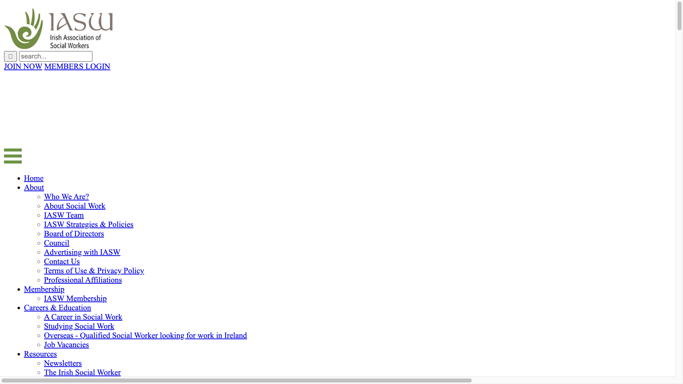 IASW
Irish Association of
Social Workers
search...
JOIN NOW MEMBERS LOGIN
Home
About
Who We Are?
About Social Work
IASW Team
IASW Strategies & Policies
Board of Directors
Council
Advertising with IASW
Contact Us
Terms of Use & Privacy Policy
Professional Affiliations
Membership
IASW Membership
Careers & Education
A Career in Social Work
Studying Social Work
Overseas - Qualified Social Worker looking for work in Ireland
Job Vacancies
Resources
Newsletters
The Irish Social Worker